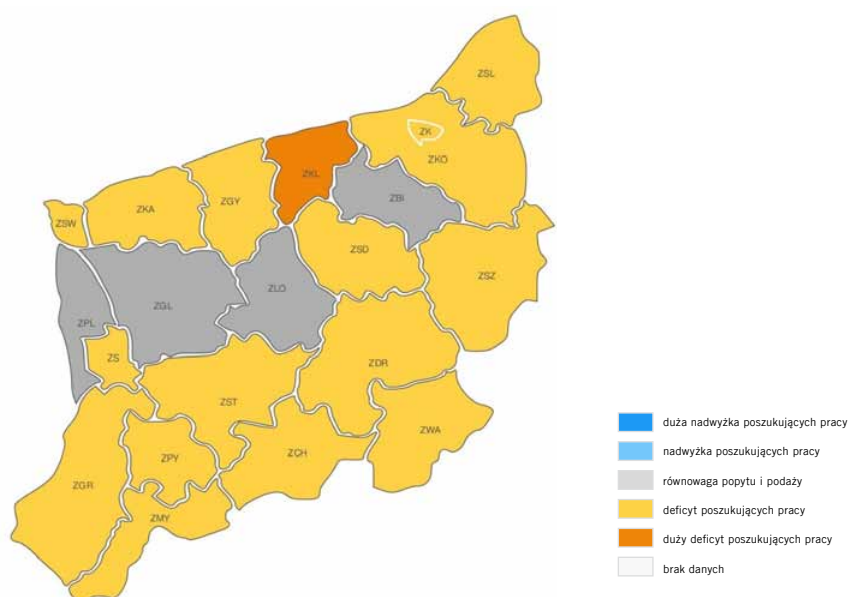 ZSL
ZK
ZKO
ZKL
ZBI
ZGY
ZKA
ZSW
ZSD
ZSZ
ZLO
ZGL
ZPL
ZS
ZDR
ZST
ZWA
ZCH
ZPY
ZGR
ZMY
duża nadwyżka poszukujących pracy
nadwyżka poszukujących pracy
równowaga popytu i podaży
deficyt poszukujących pracy
duży deficyt poszukujących pracy
brak danych